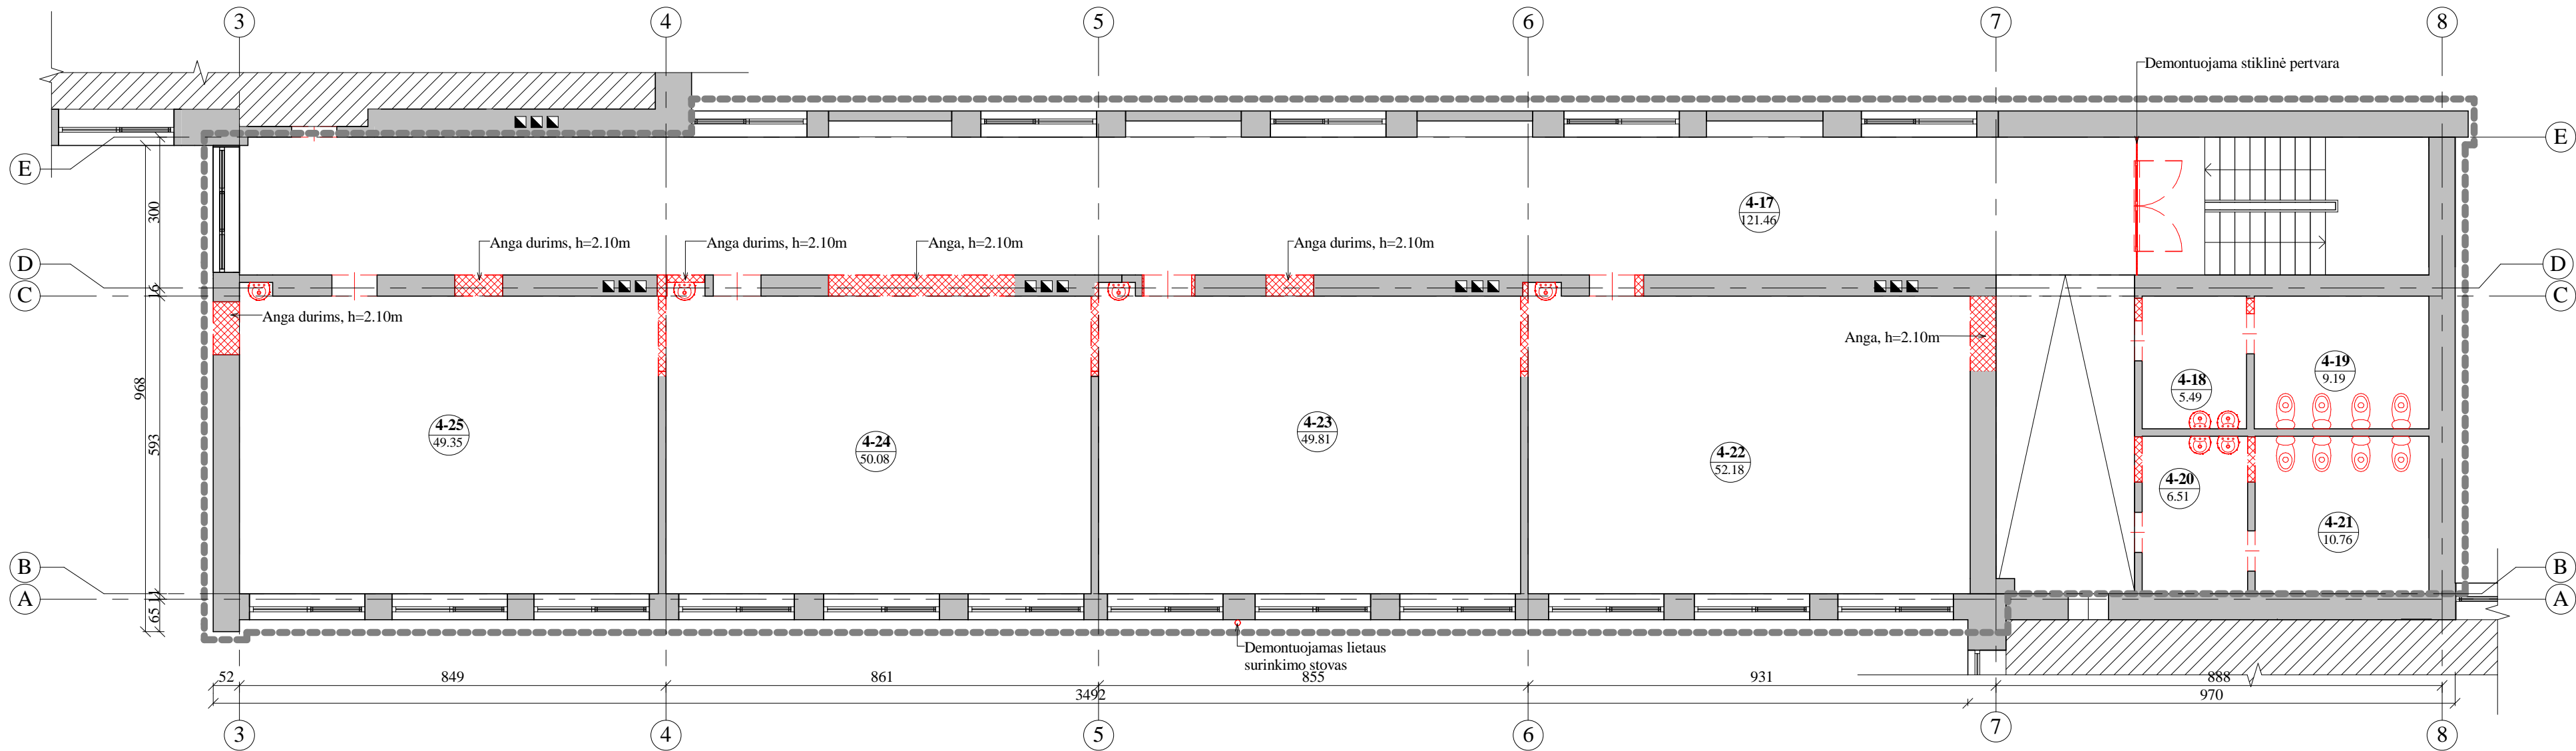 3
4
5
6
7
8
Demontuojama stiklinė pertvara
E
E
4-17
121.46
300
Anga durims, h=2.10m
Anga durims, h=2.10m
Anga, h=2.10m
Anga durims, h=2.10m
D
D
C
16
C
Anga durims, h=2.10m
Anga, h=2.10m
4-19
9.19
4-18
5.49
968
4-25
49.35
4-24
50.08
4-23
49.81
593
4-22
52.18
4-20
6.51
4-21
10.76
B
B
A
11
A
65
Demontuojamas lietaus
surinkimo stovas
52
849
861
855
931
888
3492
970
3
4
5
6
7
8